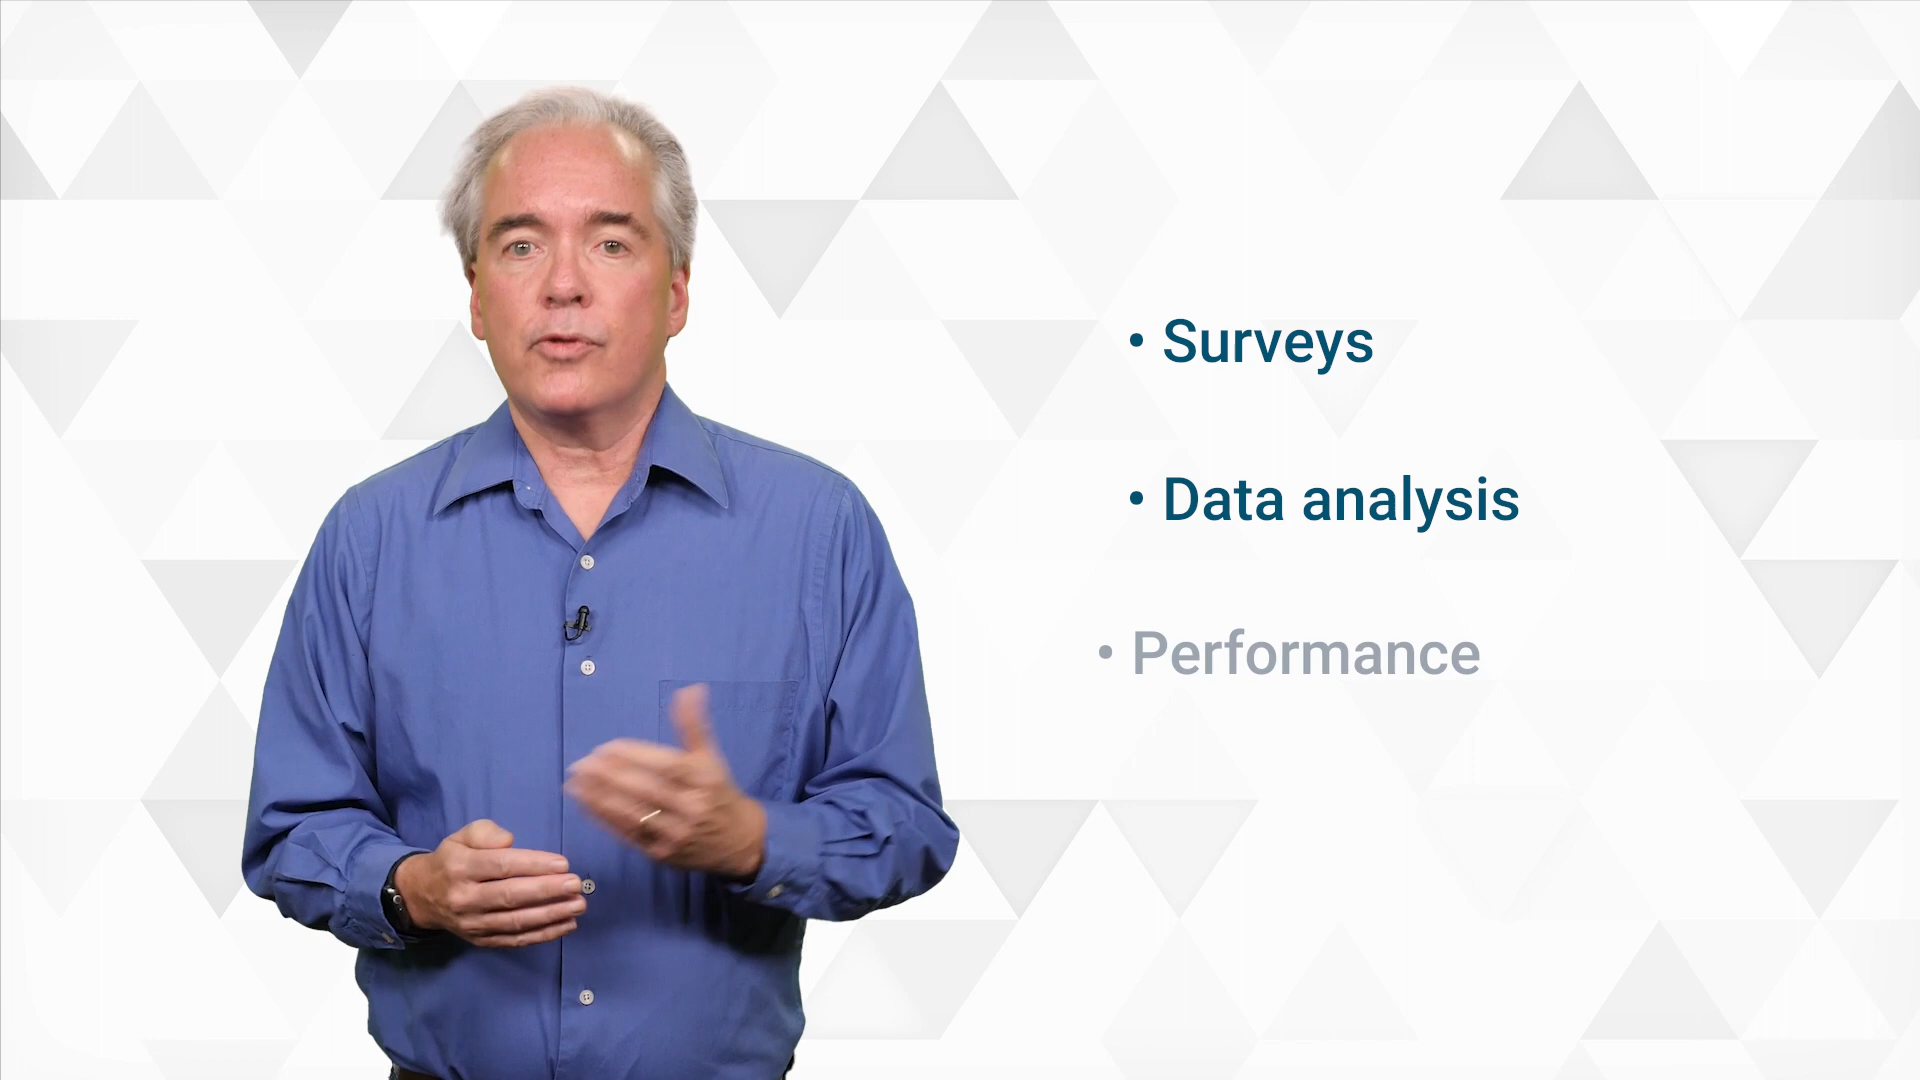 • Surveys
• Data analysis
• Performance